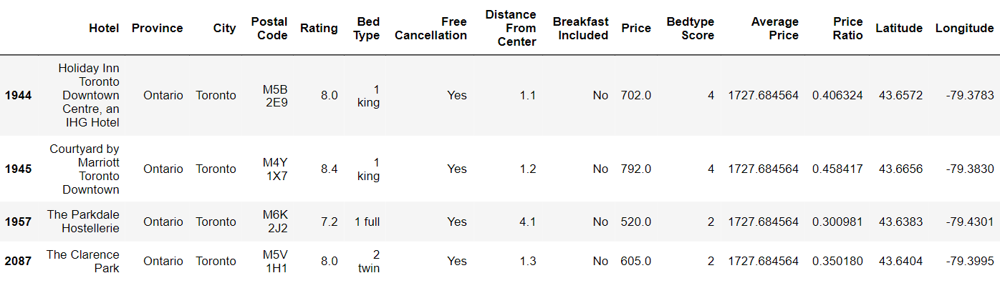 Hotel Province City Postal Code Rating Bed Type Free Cancellation Distance From Center Breakfast Included Price Bedtype Score Average Price Price Ratio Latitude Longitude
1944 Holiday Inn Toronto Downtown Centre, an IHG Hotel Ontario Toronto M5B 2E9 8.0 1 king Yes 1.1 No 702.0 4 1727.684564 0.406324 43.6572 -79.3783
1945 Courtyard by Marriott Toronto Downtown Ontario Toronto M4Y 1X7 8.4 1 king Yes 1.2 No 792.0 4 1727.684564 0.458417 43.6656 -79.3830
1957 The Parkdale Hostellerie Ontario Toronto M6K 2J2 7.2 1 full Yes 4.1 No 520.0 2 1727.684564 0.300981 43.6383 -79.4301
2087 The Clarence Park Ontario Toronto M5V 1H1 8.0 2 twin Yes 1.3 No 605.0 2 1727.684564 0.350180 43.6404 -79.3995